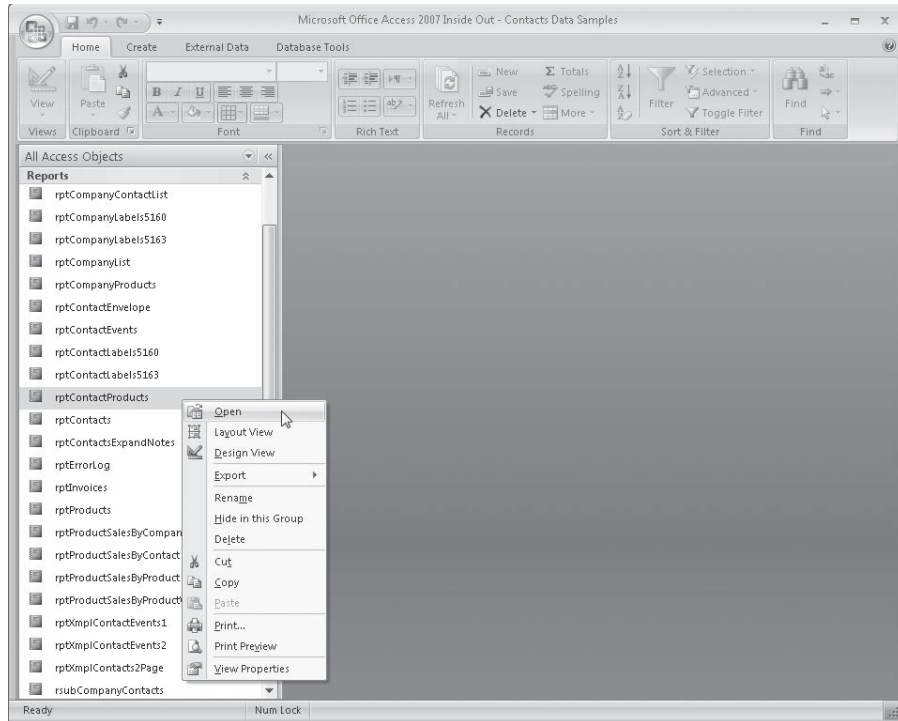 Microsoft Office Access 2007 Inside Out - Contacts Data Samples
Home Create External Data Database Tools
View
Views
Paste
Clipboard
B I U
A
Font
ab
Rich Text
Refresh All
New
Save
Delete
Σ Totals
Spelling
More
Records
Filter
Selection
Advanced
Toggle Filter
Sort & Filter
Find
Find
All Access Objects
Reports
rptCompanyContactList
rptCompanyLabels5160
rptCompanyLabels5163
rptCompanyList
rptCompanyProducts
rptContactEnvelope
rptContactEvents
rptContactLabels5160
rptContactLabels5163
rptContactProducts
rptContacts
rptContactsExpandNotes
rptErrorLog
rptInvoices
rptProducts
rptProductSalesByCompan
rptProductSalesByContact
rptProductSalesByProduct
rptProductSalesByProduct
rptXmplContactEvents1
rptXmplContactEvents2
rptXmplContacts2Page
rsubCompanyContacts
Open
Layout View
Design View
Export
Rename
Hide in this Group
Delete
Cut
Copy
Paste
Print...
Print Preview
View Properties
Ready
Num Lock